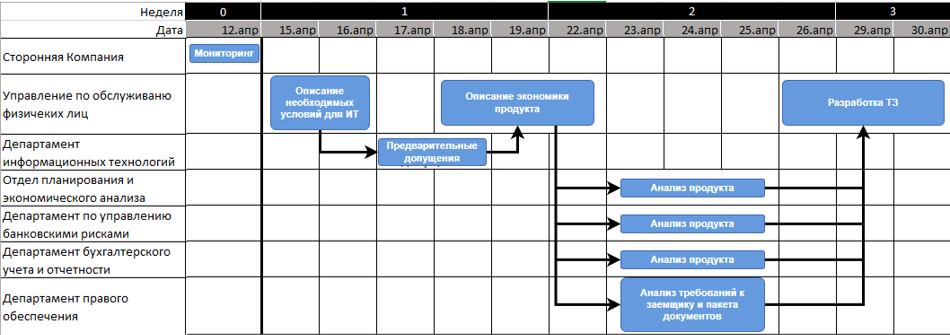 Неделя 0 1 2 3
Дата 12.апр 15.апр 16.апр 17.апр 18.апр 19.апр 22.апр 23.апр 24.апр 25.апр 26.апр 29.апр 30.апр
Сторонняя Компания
Мониторинг
Управление по обслуживаню
физичеких лиц
Описание
необходимых
условий для ИТ
Описание экономики
продукта
Разработка ТЗ
Департамент
информационных технологий
Предварительные
допущения
Отдел планирования и
экономического анализа
Анализ продукта
Департамент по управлению
банковскими рисками
Анализ продукта
Департамент бухгалтерского
учета и отчетности
Анализ продукта
Департамент правого
обеспечения
Анализ требований к
заемщику и пакета
документов